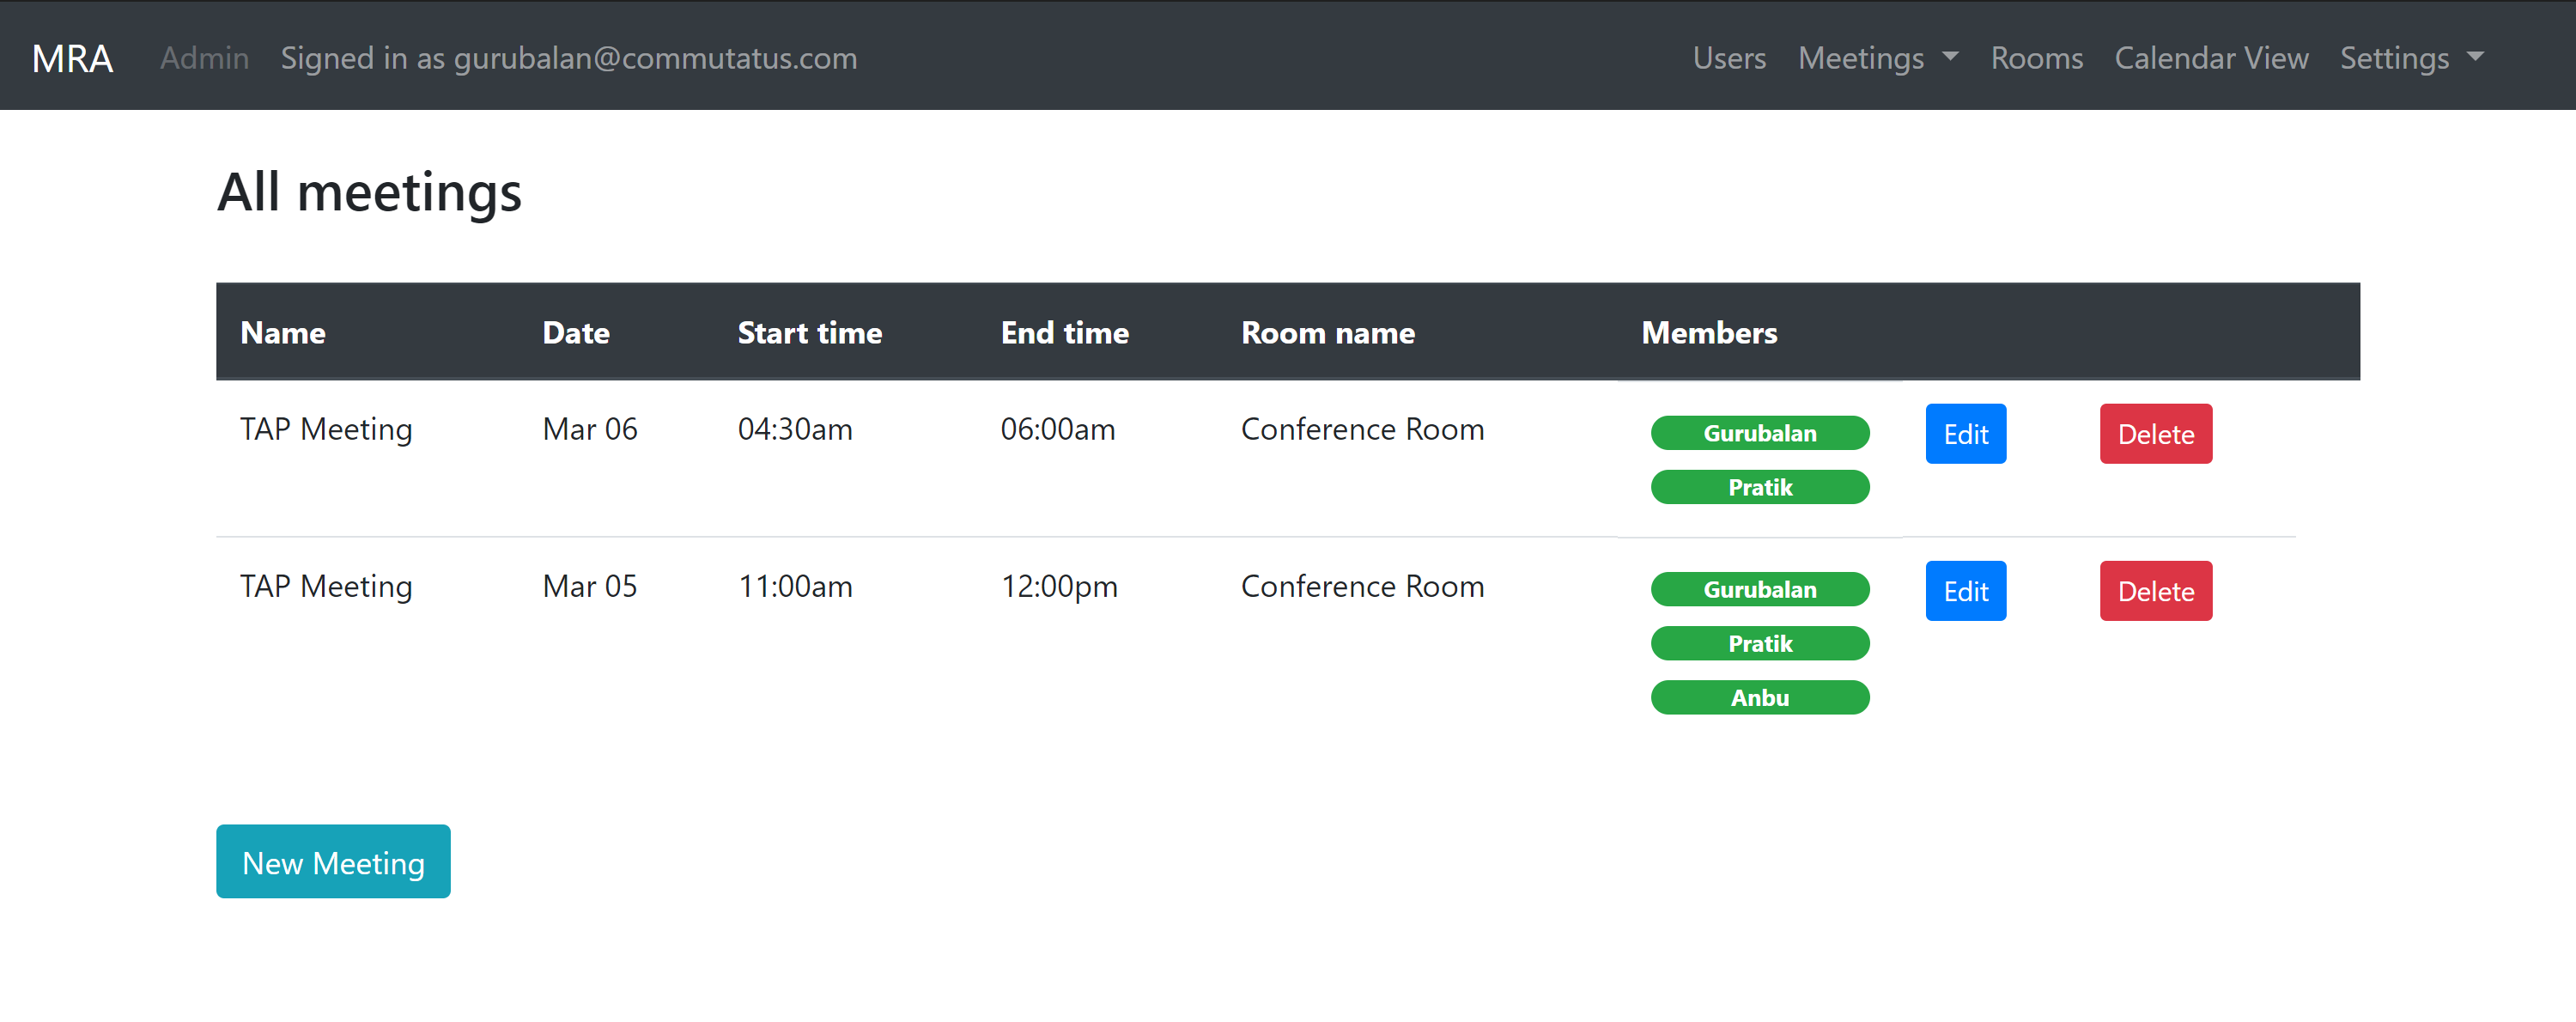 MRA Admin Signed in as gurubalan@commutatus.com Users Meetings Rooms Calendar View Settings
All meetings
Name Date Start time End time Room name Members
TAP Meeting Mar 06 04:30am 06:00am Conference Room Gurubalan Edit Delete
Pratik
TAP Meeting Mar 05 11:00am 12:00pm Conference Room Gurubalan Edit Delete
Pratik
Anbu
New Meeting